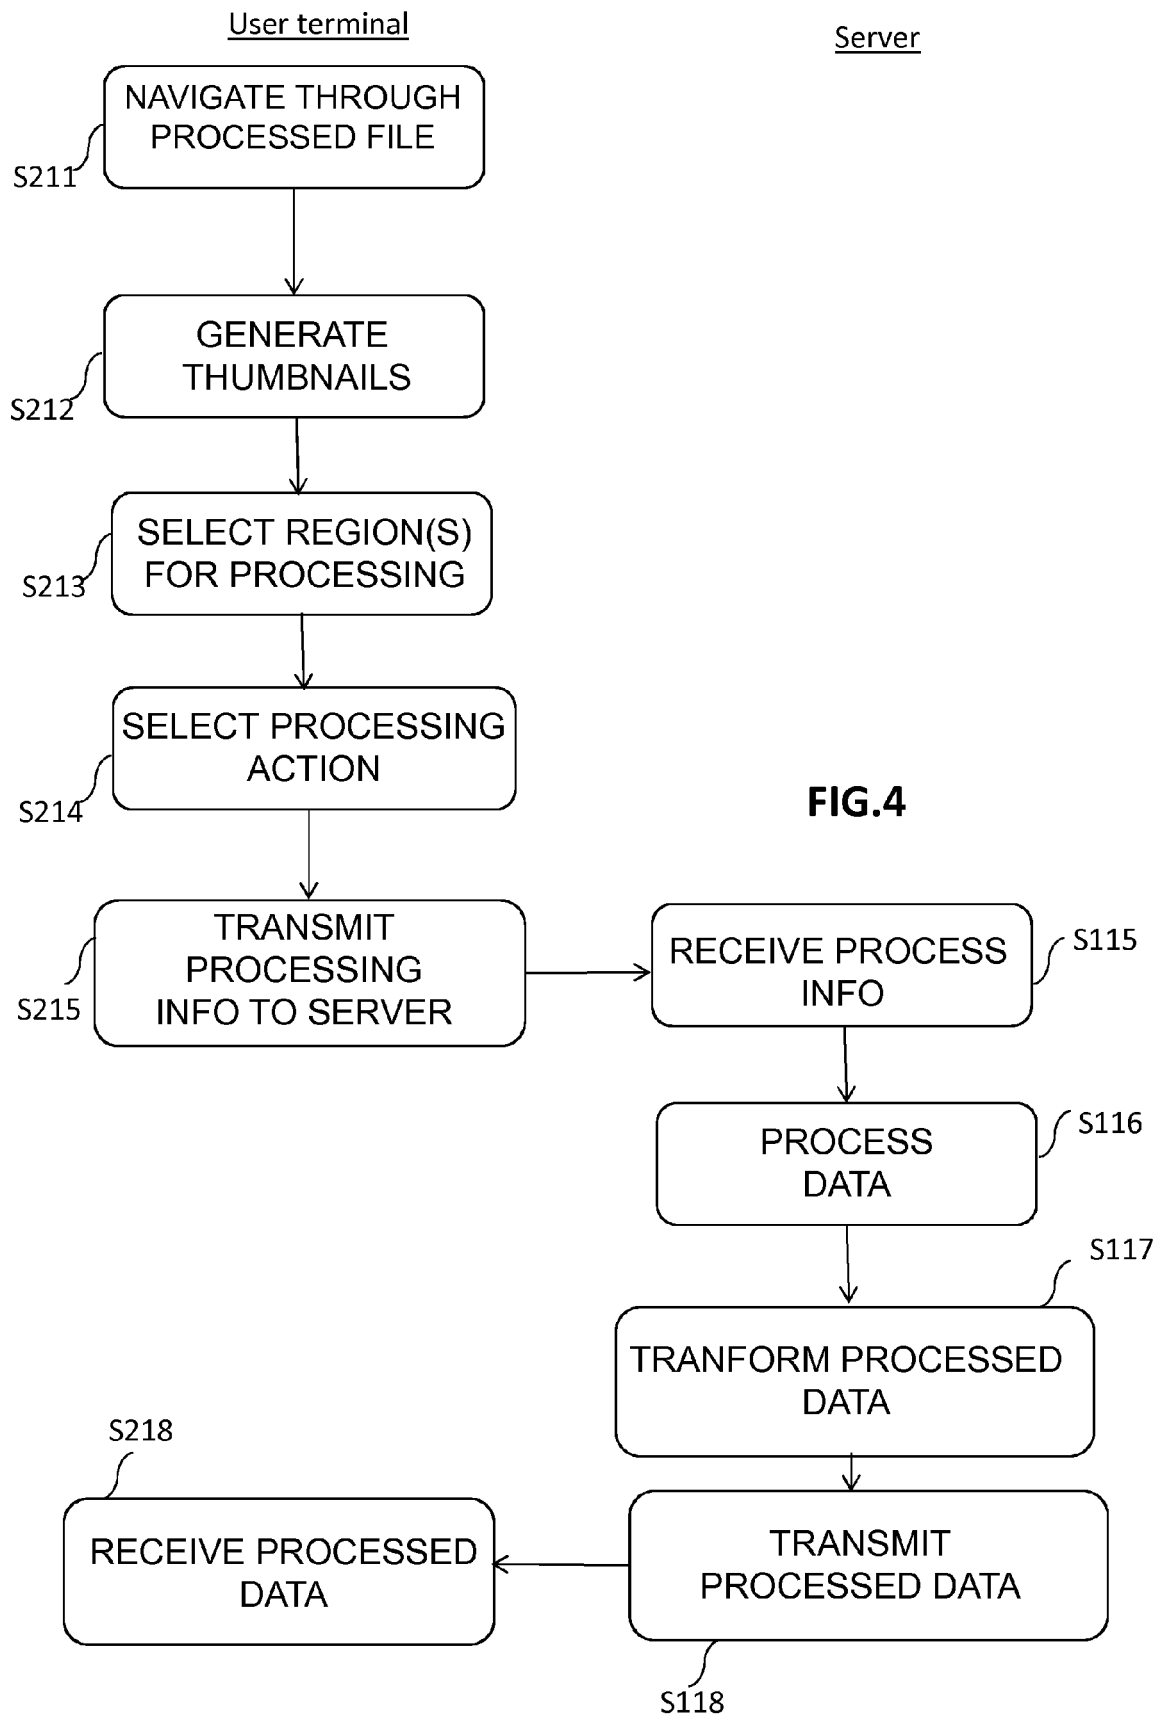 User terminal
Server
NAVIGATE THROUGH
PROCESSED FILE
S211
GENERATE
THUMBNAILS
S212
SELECT REGION(S)
FOR PROCESSING
S213
SELECT PROCESSING
ACTION
S214
FIG.4
TRANSMIT
PROCESSING
INFO TO SERVER
S215
RECEIVE PROCESS
INFO
S115
PROCESS
DATA
S116
S117
TRANFORM PROCESSED
DATA
S218
RECEIVE PROCESSED
DATA
TRANSMIT
PROCESSED DATA
S118